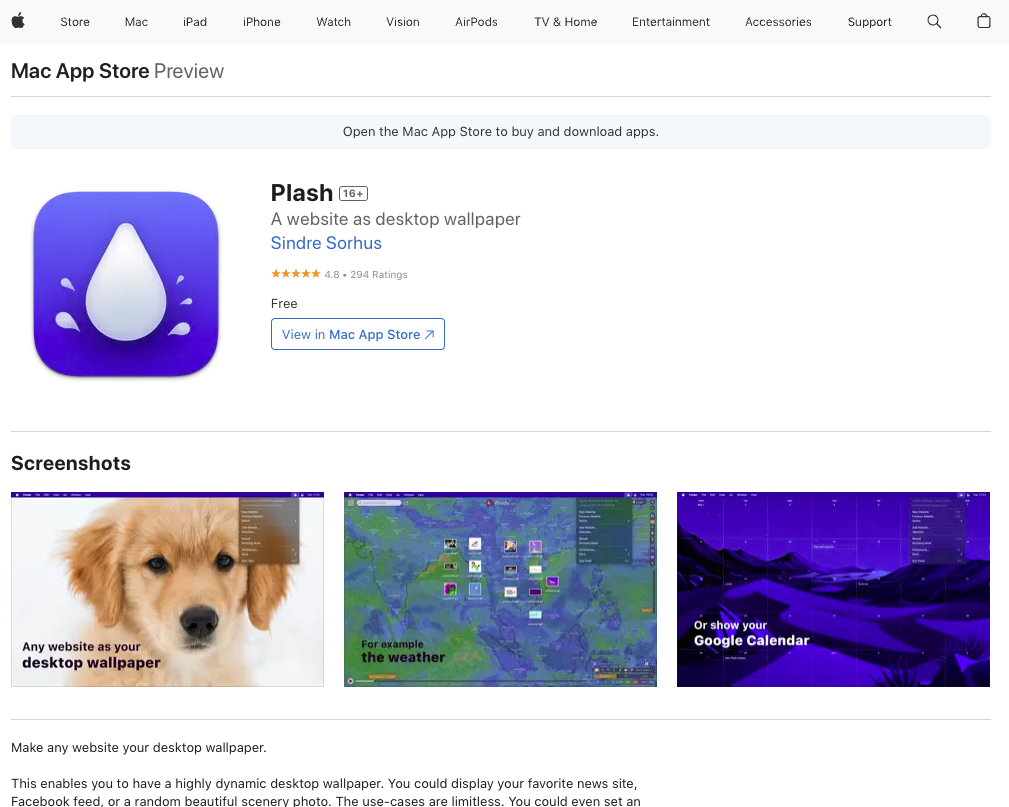 Store Mac iPad iPhone Watch Vision AirPods TV & Home Entertainment Accessories Support
Mac App Store Preview
Open the Mac App Store to buy and download apps.
Plash 16+
A website as desktop wallpaper
Sindre Sorhus
4.8 • 294 Ratings
Free
View in Mac App Store
Screenshots
Any website as your
desktop wallpaper
For example
the weather
Or show your
Google Calendar
Make any website your desktop wallpaper.
This enables you to have a highly dynamic desktop wallpaper. You could display your favorite news site,
Facebook feed, or a random beautiful scenery photo. The use-cases are limitless. You could even set an